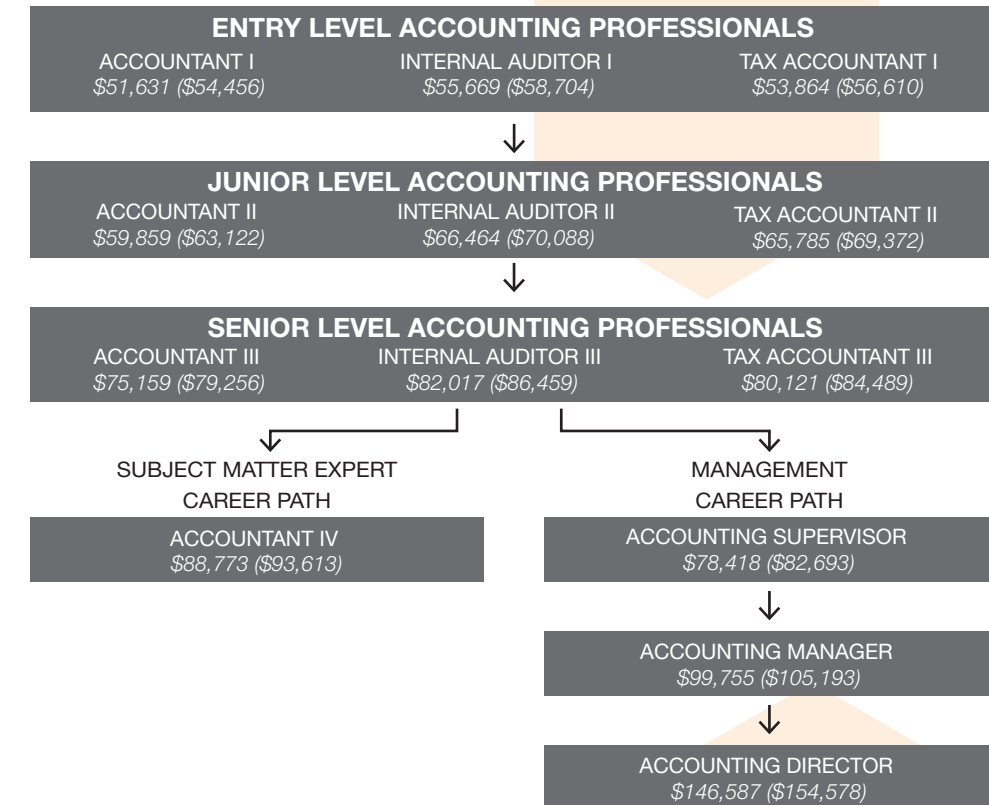 ENTRY LEVEL ACCOUNTING PROFESSIONALS
ACCOUNTANT I INTERNAL AUDITOR I TAX ACCOUNTANT I
$51,631 ($54,456) $55,669 ($58,704) $53,864 ($56,610)
JUNIOR LEVEL ACCOUNTING PROFESSIONALS
ACCOUNTANT II INTERNAL AUDITOR II TAX ACCOUNTANT II
$59,859 ($63,122) $66,464 ($70,088) $65,785 ($69,372)
SENIOR LEVEL ACCOUNTING PROFESSIONALS
ACCOUNTANT III INTERNAL AUDITOR III TAX ACCOUNTANT III
$75,159 ($79,256) $82,017 ($86,459) $80,121 ($84,489)
SUBJECT MATTER EXPERT
CAREER PATH
ACCOUNTANT IV
$88,773 ($93,613)
MANAGEMENT
CAREER PATH
ACCOUNTING SUPERVISOR
$78,418 ($82,693)
ACCOUNTING MANAGER
$99,755 ($105,193)
ACCOUNTING DIRECTOR
$146,587 ($154,578)